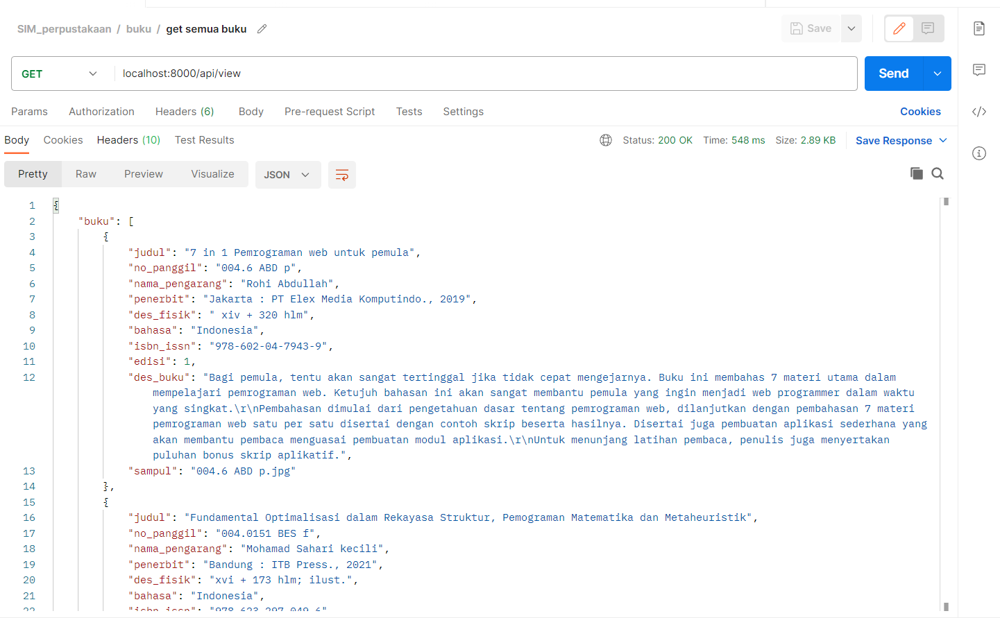 SIM_perpustakaan / buku / get semua buku
Save
GET localhost:8000/api/view Send
Params Authorization Headers (6) Body Pre-request Script Tests Settings Cookies
Body Cookies Headers (10) Test Results Status: 200 OK Time: 548 ms Size: 2.89 KB Save Response
Pretty Raw Preview Visualize JSON
1 {
2 "buku": [
3 {
4 "judul": "7 in 1 Pemrograman web untuk pemula",
5 "no_panggil": "004.6 ABD p",
6 "nama_pengarang": "Rohi Abdullah",
7 "penerbit": "Jakarta : PT Elex Media Komputindo., 2019",
8 "des_fisik": " xiv + 320 hlm",
9 "bahasa": "Indonesia",
10 "isbn_issn": "978-602-04-7943-9",
11 "edisi": 1,
12 "des_buku": "Bagi pemula, tentu akan sangat tertinggal jika tidak cepat mengejarnya. Buku ini membahas 7 materi utama dalam
mempelajari pemrograman web. Ketujuh bahasan ini akan sangat membantu pemula yang ingin menjadi web programmer dalam waktu
yang singkat.\r\nPembahasan dimulai dari pengetahuan dasar tentang pemrograman web, dilanjutkan dengan pembahasan 7 materi
pemrograman web satu per satu disertai dengan contoh skrip beserta hasilnya. Disertai juga pembuatan aplikasi sederhana yang
akan membantu pembaca menguasai pembuatan modul aplikasi.\r\nUntuk menunjang latihan pembaca, penulis juga menyertakan
puluhan bonus skrip aplikatif.",
13 "sampul": "004.6 ABD p.jpg"
14 },
15 {
16 "judul": "Fundamental Optimalisasi dalam Rekayasa Struktur, Pemograman Matematika dan Metaheuristik",
17 "no_panggil": "004.0151 BES f",
18 "nama_pengarang": "Mohamad Sahari kecili",
19 "penerbit": "Bandung : ITB Press., 2021",
20 "des_fisik": "xvi + 173 hlm; ilust.",
21 "bahasa": "Indonesia",
22 "isbn_issn": "978-623-297-049-6"